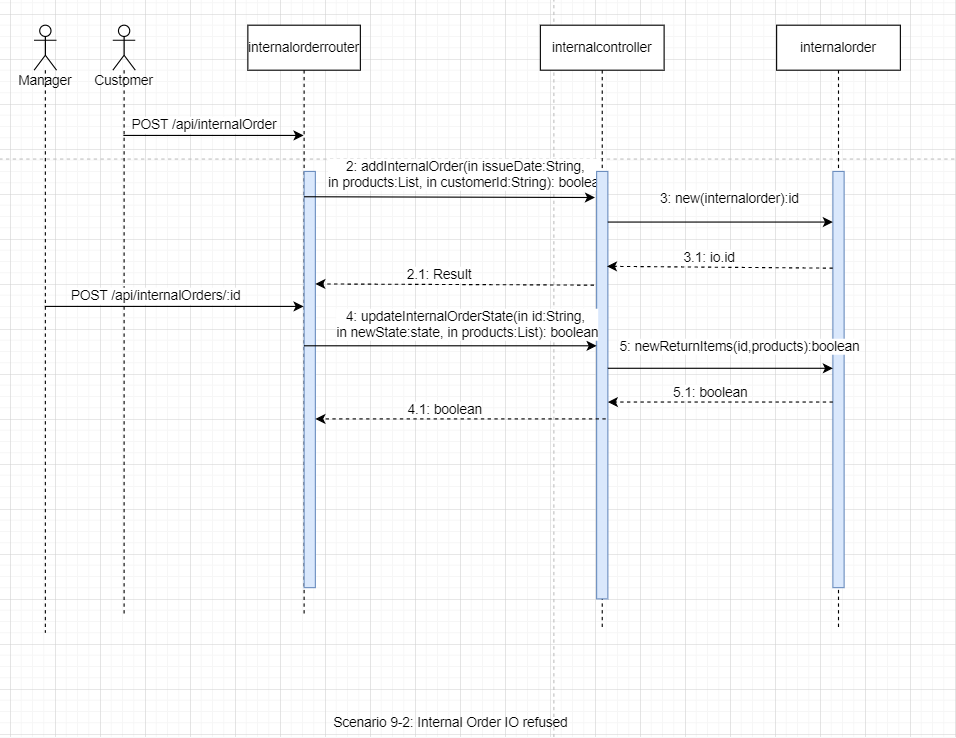 Manager
Customer
internalorderrouter
internalcontroller
internalorder
POST /api/internalOrder
2: addInternalOrder(in issueDate:String,
in products:List, in customerId:String): boolea
3: new(internalorder):id
3.1: io.id
2.1: Result
POST /api/internalOrders/:id
4: updateInternalOrderState(in id:String,
in newState:state, in products:List): boolean
5: newReturnItems(id,products):boolean
5.1: boolean
4.1: boolean
Scenario 9-2: Internal Order IO refused